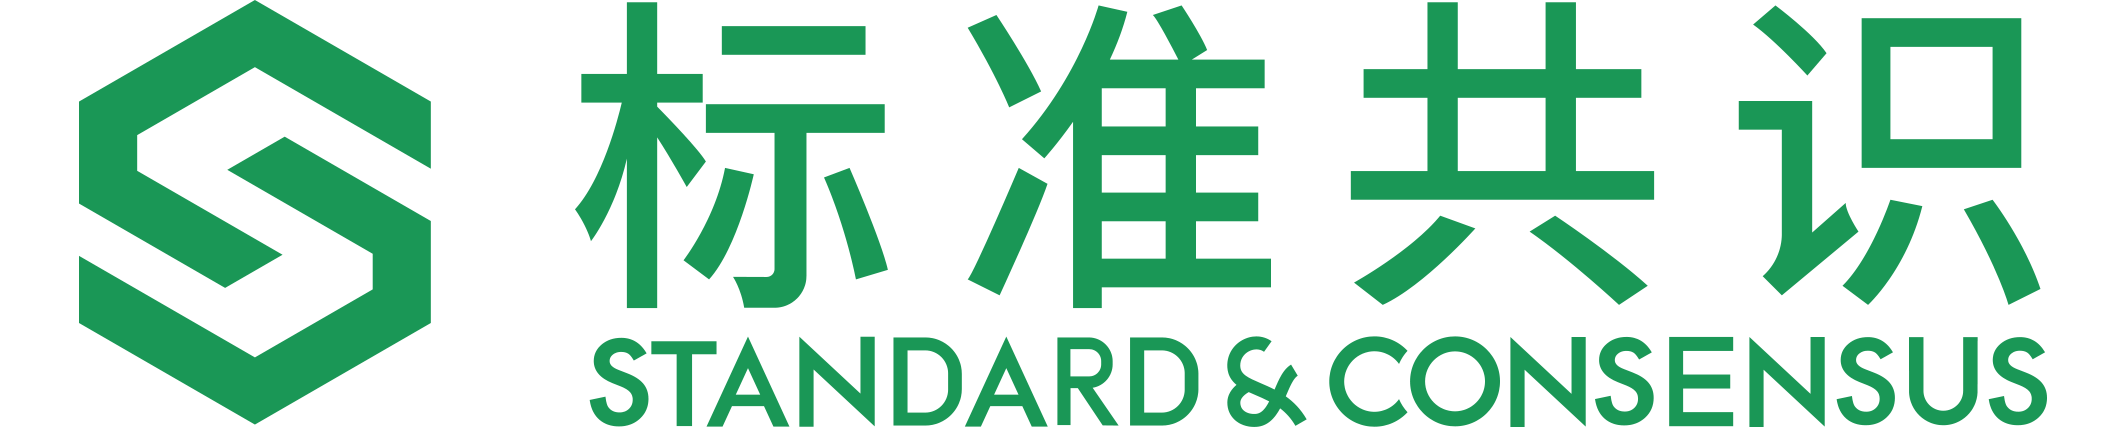 标准共识
STANDARD & CONSENSUS